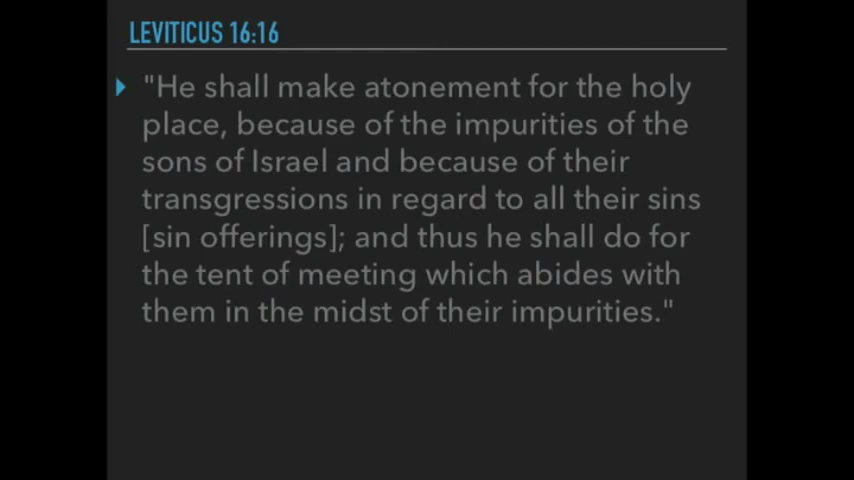 LEVITICUS 16:16
"He shall make atonement for the holy
place, because of the impurities of the
sons of Israel and because of their
transgressions in regard to all their sins
[sin offerings]; and thus he shall do for
the tent of meeting which abides with
them in the midst of their impurities."